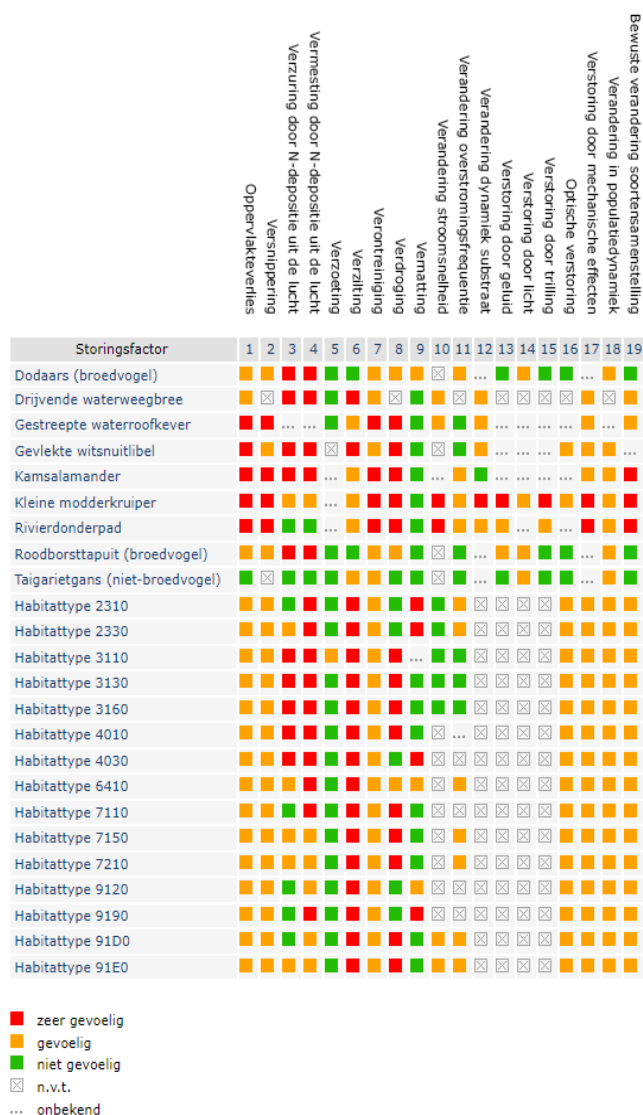 Oppervlakteverlies
Versnippering
Verzuring door N-depositie uit de lucht
Vermesting door N-depositie uit de lucht
Verzoeting
Verzilting
Verontreiniging
Verdroging
Vernatting
Verandering stroomsnelheid
Verandering overstromingsfrequentie
Verandering dynamiek substraat
Verstoring door geluid
Verstoring door licht
Verstoring door trilling
Optische verstoring
Verstoring door mechanische effecten
Verandering in populatiedynamiek
Bewuste verandering soortensamenstelling
Storingsfactor 1 2 3 4 5 6 7 8 9 10 11 12 13 14 15 16 17 18 19
Dodaars (broedvogel) ... ...
Drijvende waterweegbree
Gestreepte waterroofkever ... ... ... ... ... ... ...
Gevlekte witsnuitlibel ... ... ... ...
Kamsalamander ... ... ... ... ... ...
Kleine modderkruiper ...
Rivierdonderpad ... ... ...
Roodborsttapuit (broedvogel) ... ...
Taigarietgans (niet-broedvogel) ... ...
Habitattype 2310
Habitattype 2330
Habitattype 3110 ...
Habitattype 3130
Habitattype 3160
Habitattype 4010 ...
Habitattype 4030
Habitattype 6410
Habitattype 7110
Habitattype 7150
Habitattype 7210
Habitattype 9120
Habitattype 9190
Habitattype 91D0
Habitattype 91E0
zeer gevoelig
gevoelig
niet gevoelig
n.v.t.
... onbekend